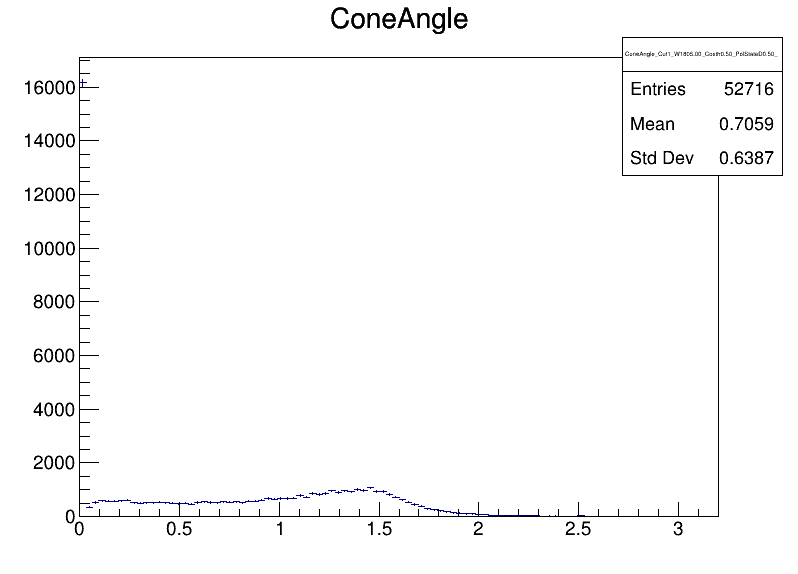 ConeAngle
ConeAngle_Cut1_W1805.00_Costh0.50_PolStateD0.50_
Entries 52716
Mean 0.7059
Std Dev 0.6387
16000
14000
12000
10000
8000
6000
4000
2000
0
0 0.5 1 1.5 2 2.5 3